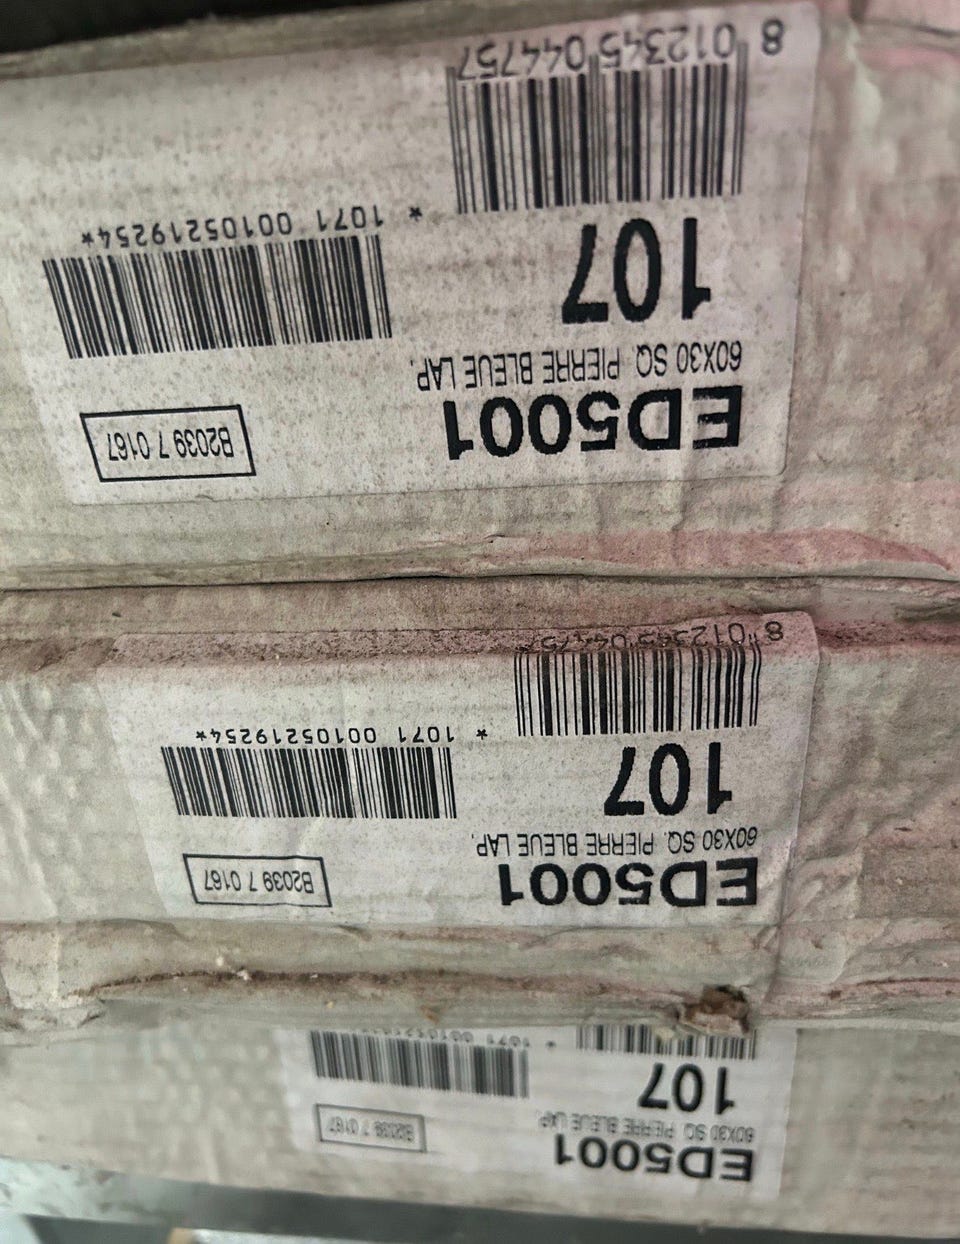 ED5001
60X30 SQ. PIERRE BLEUE LAP.
B2039 7 0167
107
* 1071
ED5001
60X30 SQ. PIERRE BLEUE LAP.
B2039 7 0167
107
* 1071 00105219254*
8 012345 044757
ED5001
60X30 SQ. PIERRE BLEUE LAP.
B2039 7 0167
107
* 1071 00105219254*
8 012345 044757